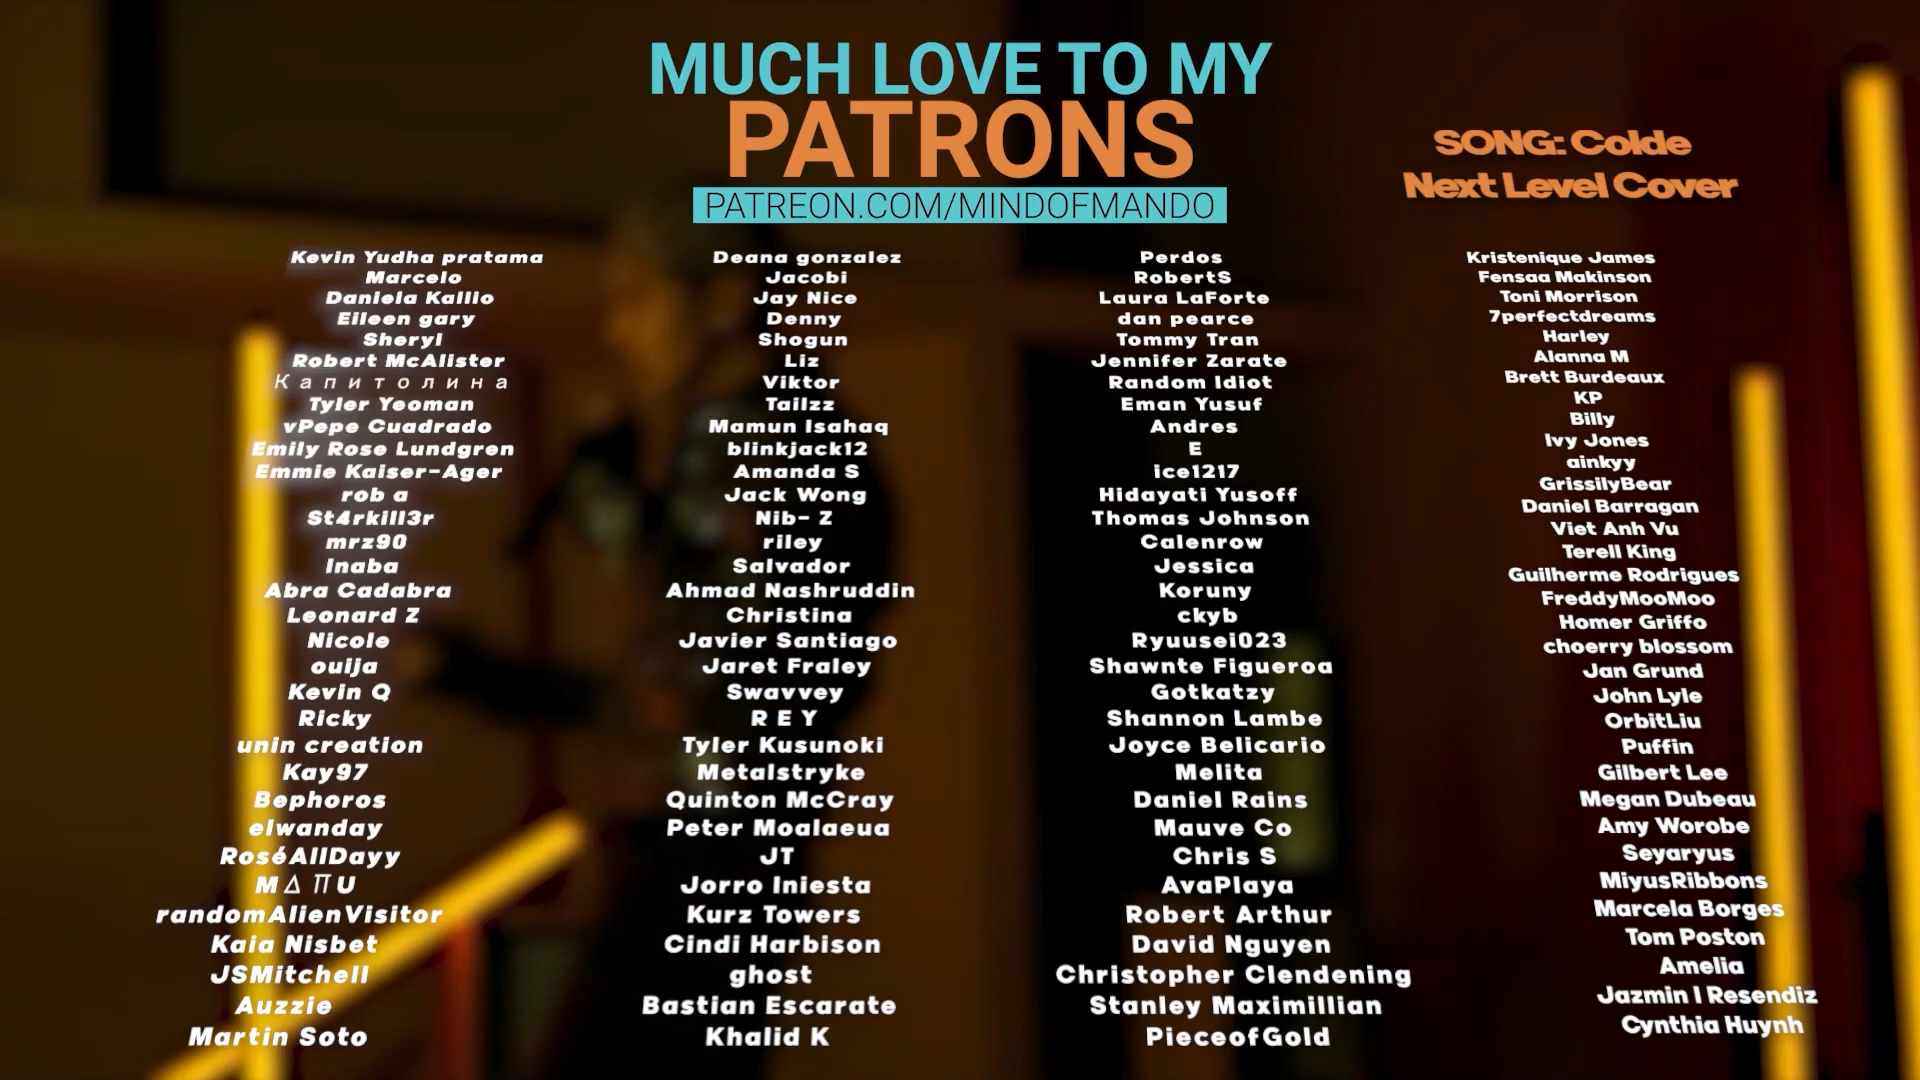 MUCH LOVE TO MY
PATRONS
PATREON.COM/MINDOFMANDO
SONG: Colde
Next Level Cover
Kevin Yudha pratama
Marcelo
Daniela Kallio
Eileen gary
Sheryl
Robert McAlister
Капитолина
Tyler Yeoman
vPepe Cuadrado
Emily Rose Lundgren
Emmie Kaiser-Ager
rob a
St4rkill3r
mrz90
Inaba
Abra Cadabra
Leonard Z
Nicole
ouija
Kevin Q
Ricky
unin creation
Kay97
Bephoros
elwanday
RoséAllDayy
M Δ Π U
randomAlienVisitor
Kaia Nisbet
JSMitchell
Auzzie
Martin Soto
Deana gonzalez
Jacobi
Jay Nice
Denny
Shogun
Liz
Viktor
Tailzz
Mamun Isahaq
blinkjack12
Amanda S
Jack Wong
Nib- Z
riley
Salvador
Ahmad Nashruddin
Christina
Javier Santiago
Jaret Fraley
Swavvey
R E Y
Tyler Kusunoki
Metalstryke
Quinton McCray
Peter Moalaeua
JT
Jorro Iniesta
Kurz Towers
Cindi Harbison
ghost
Bastian Escarate
Khalid K
Perdos
RobertS
Laura LaForte
dan pearce
Tommy Tran
Jennifer Zarate
Random Idiot
Eman Yusuf
Andres
E
ice1217
Hidayati Yusoff
Thomas Johnson
Calenrow
Jessica
Koruny
ckyb
Ryuusei023
Shawnte Figueroa
Gotkatzy
Shannon Lambe
Joyce Belicario
Melita
Daniel Rains
Mauve Co
Chris S
AvaPlaya
Robert Arthur
David Nguyen
Christopher Clendening
Stanley Maximillian
PieceofGold
Kristenique James
Fensaa Makinson
Toni Morrison
7perfectdreams
Harley
Alanna M
Brett Burdeaux
KP
Billy
Ivy Jones
ainkyy
GrissilyBear
Daniel Barragan
Viet Anh Vu
Terell King
Guilherme Rodrigues
FreddyMooMoo
Homer Griffo
choerry blossom
Jan Grund
John Lyle
OrbitLiu
Puffin
Gilbert Lee
Megan Dubeau
Amy Worobe
Seyaryus
MiyusRibbons
Marcela Borges
Tom Poston
Amelia
Jazmin I Resendiz
Cynthia Huynh